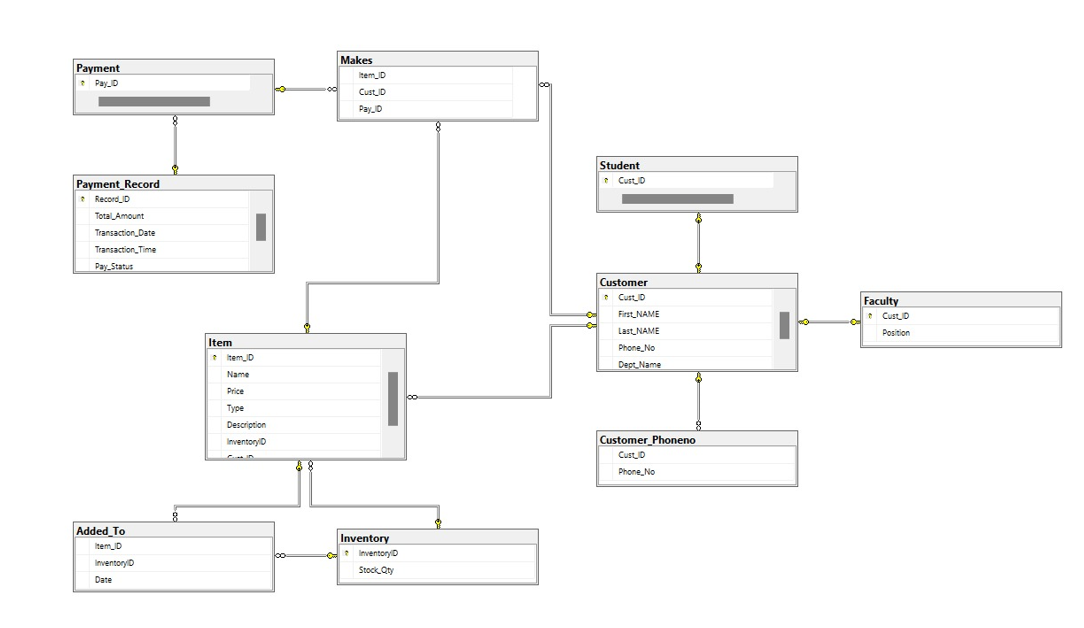 Payment
Pay_ID
Makes
Item_ID
Cust_ID
Pay_ID
Payment_Record
Record_ID
Total_Amount
Transaction_Date
Transaction_Time
Pay_Status
Student
Cust_ID
Customer
Cust_ID
First_NAME
Last_NAME
Phone_No
Dept_Name
Faculty
Cust_ID
Position
Item
Item_ID
Name
Price
Type
Description
InventoryID
Cust_ID
Customer_Phoneno
Cust_ID
Phone_No
Added_To
Item_ID
InventoryID
Date
Inventory
InventoryID
Stock_Qty